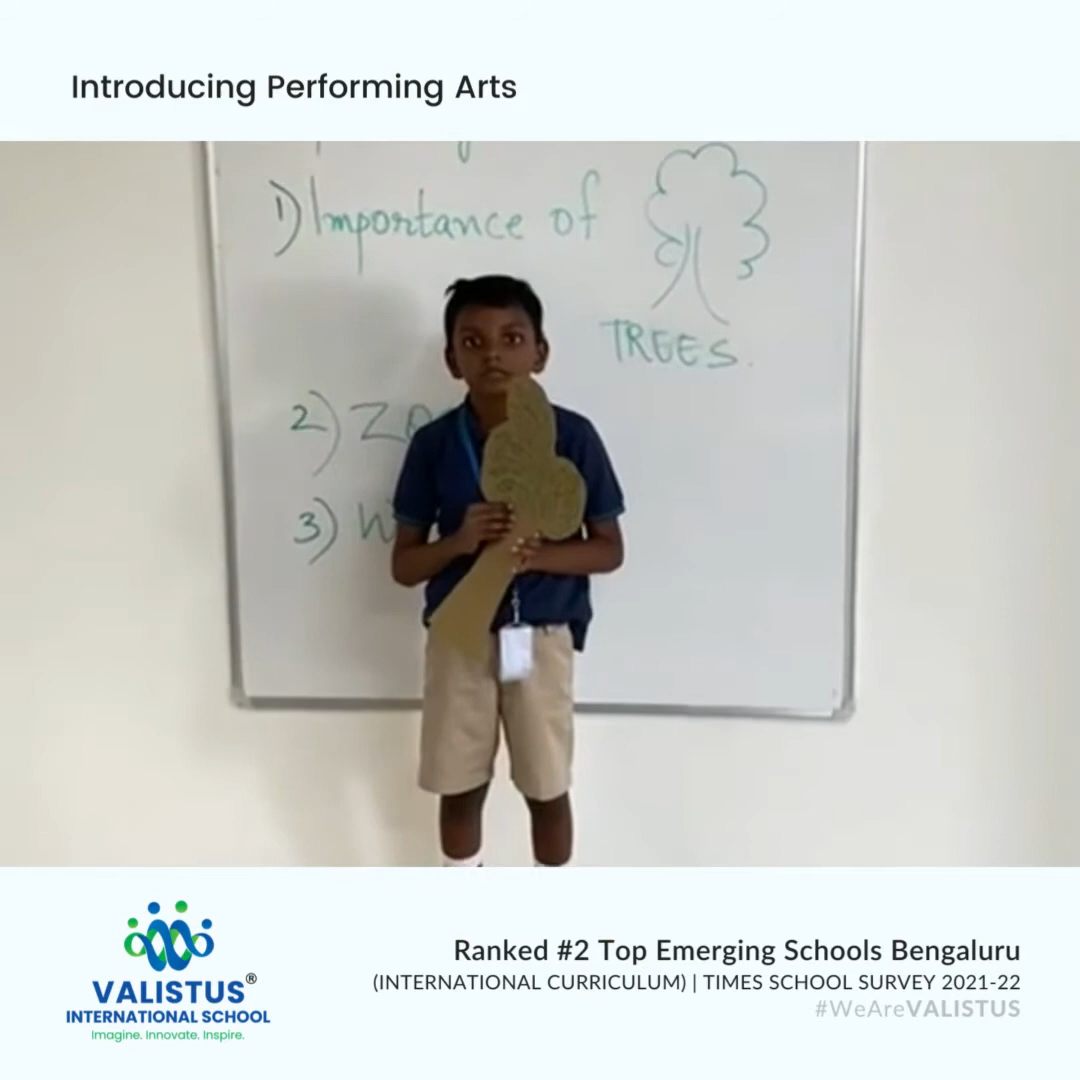 Introducing Performing Arts
1) Importance of
TREES.
2)
3)
VALISTUS®
INTERNATIONAL SCHOOL
Imagine. Innovate. Inspire.
Ranked #2 Top Emerging Schools Bengaluru
(INTERNATIONAL CURRICULUM) | TIMES SCHOOL SURVEY 2021-22
#WeAreVALISTUS